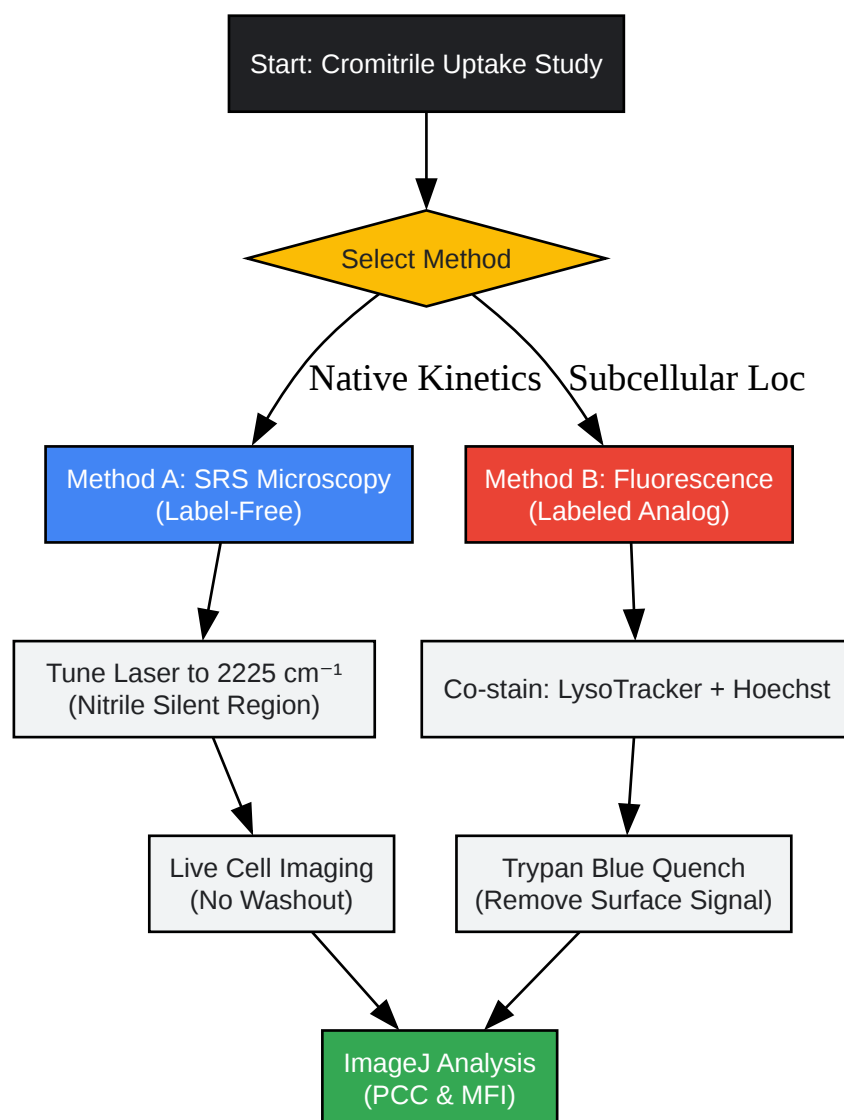 Start: Cromitrile Uptake Study
Select Method
Native Kinetics
Subcellular Loc
Method A: SRS Microscopy
(Label-Free)
Method B: Fluorescence
(Labeled Analog)
Tune Laser to 2225 cm⁻¹
(Nitrile Silent Region)
Co-stain: LysoTracker + Hoechst
Live Cell Imaging
(No Washout)
Trypan Blue Quench
(Remove Surface Signal)
ImageJ Analysis
(PCC & MFI)